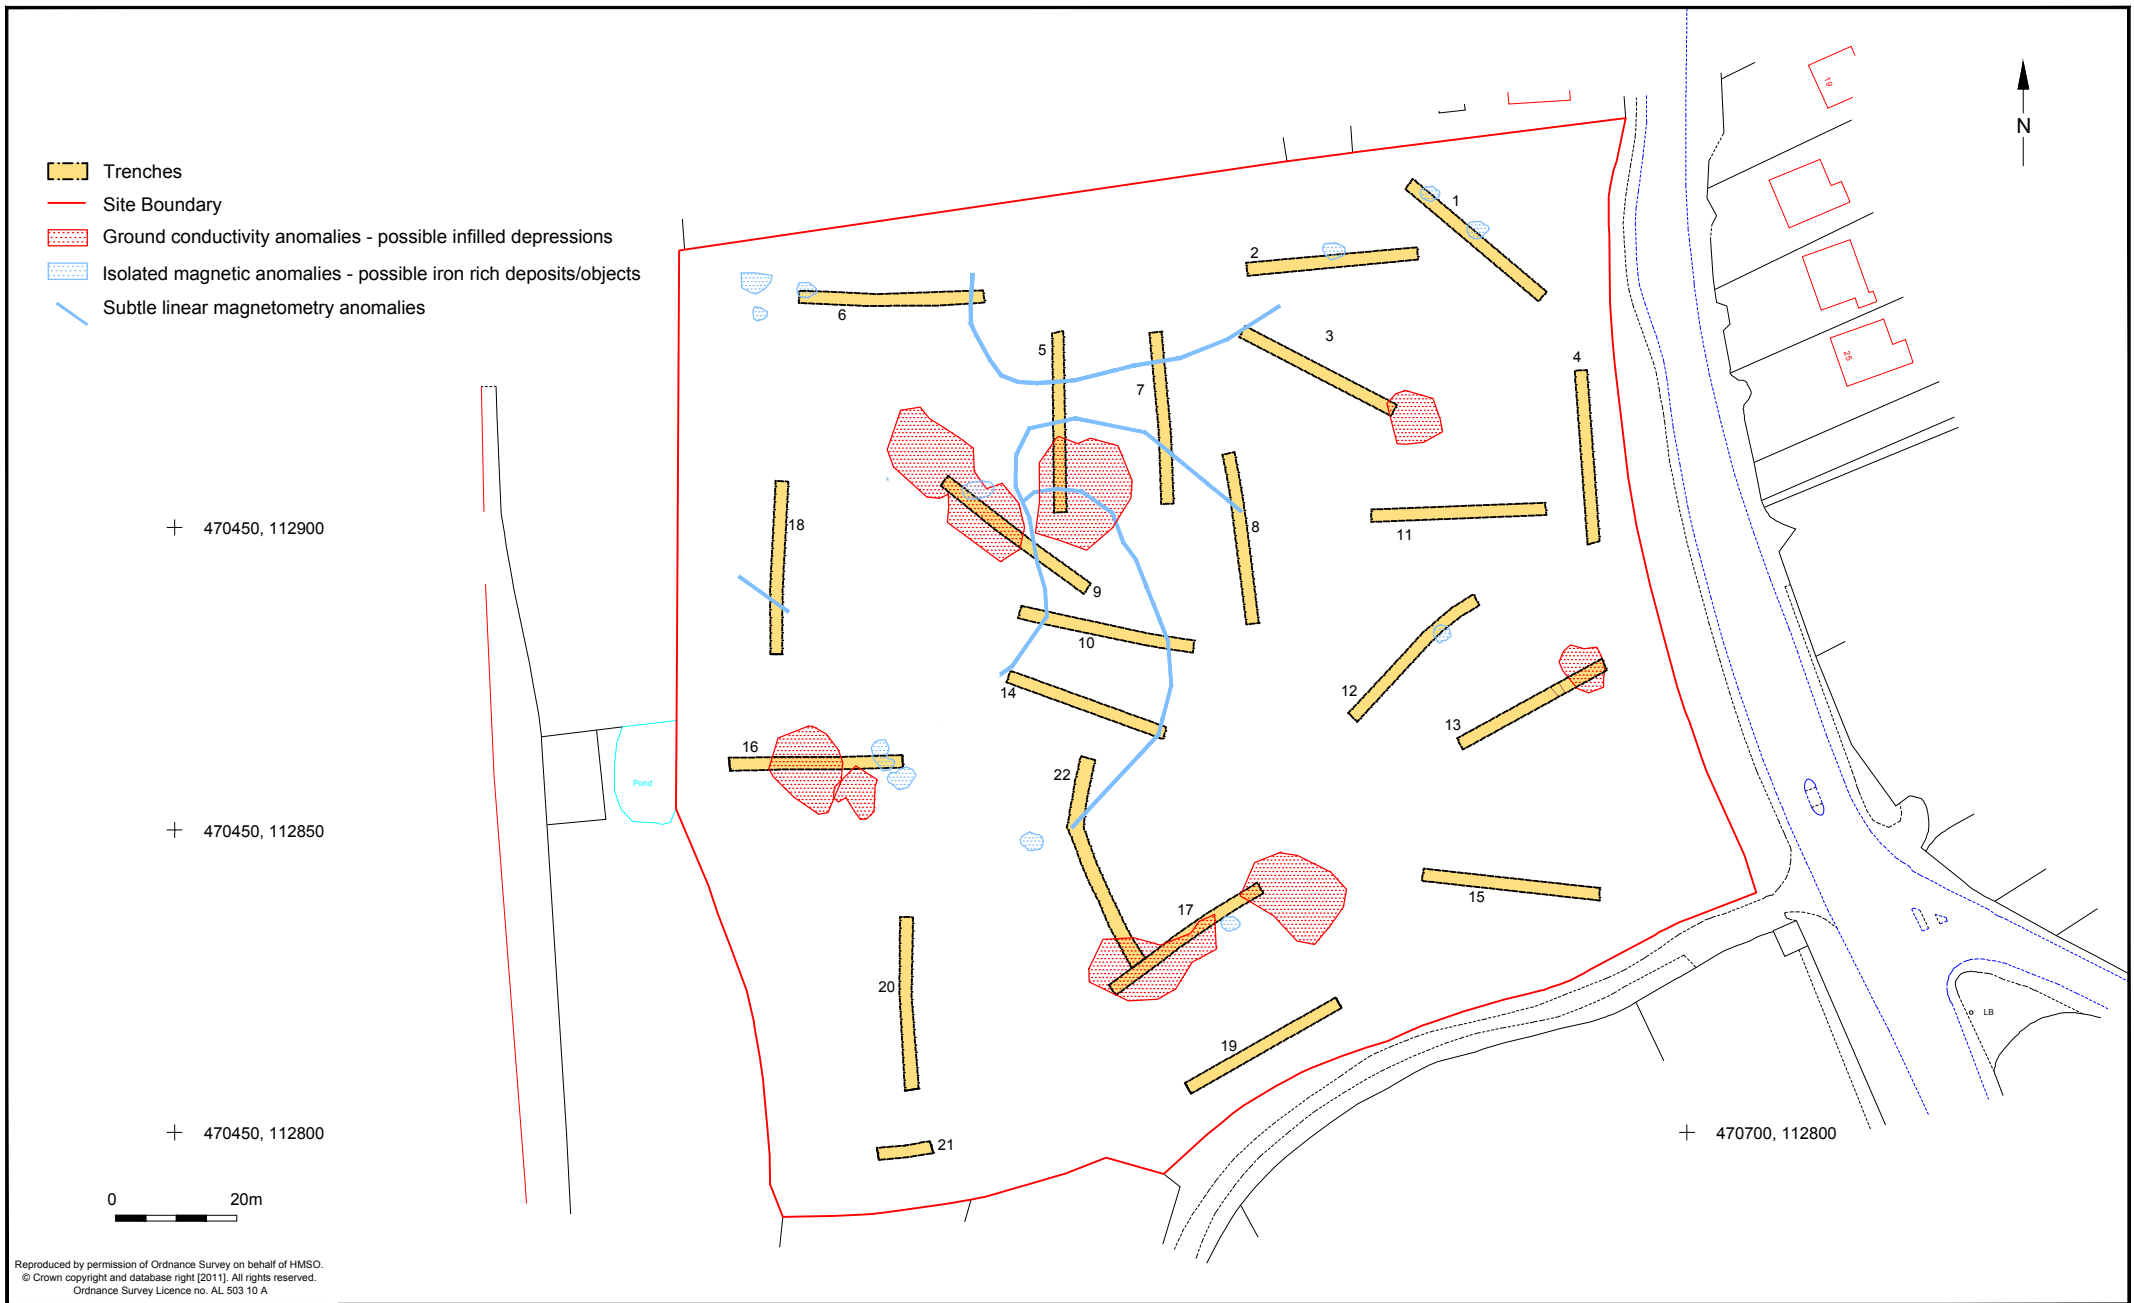 19
N
Trenches
Site Boundary
Ground conductivity anomalies - possible infilled depressions
Isolated magnetic anomalies - possible iron rich deposits/objects
Subtle linear magnetometry anomalies
1
2
6
3
5
7
4
25
18
470450, 112900
8
11
9
10
12
14
13
16
22
Pond
470450, 112850
15
17
20
LB
19
470450, 112800
470700, 112800
21
0 20m
Reproduced by permission of Ordnance Survey on behalf of HMSO.
© Crown copyright and database right [2011]. All rights reserved.
Ordnance Survey Licence no. AL 503 10 A